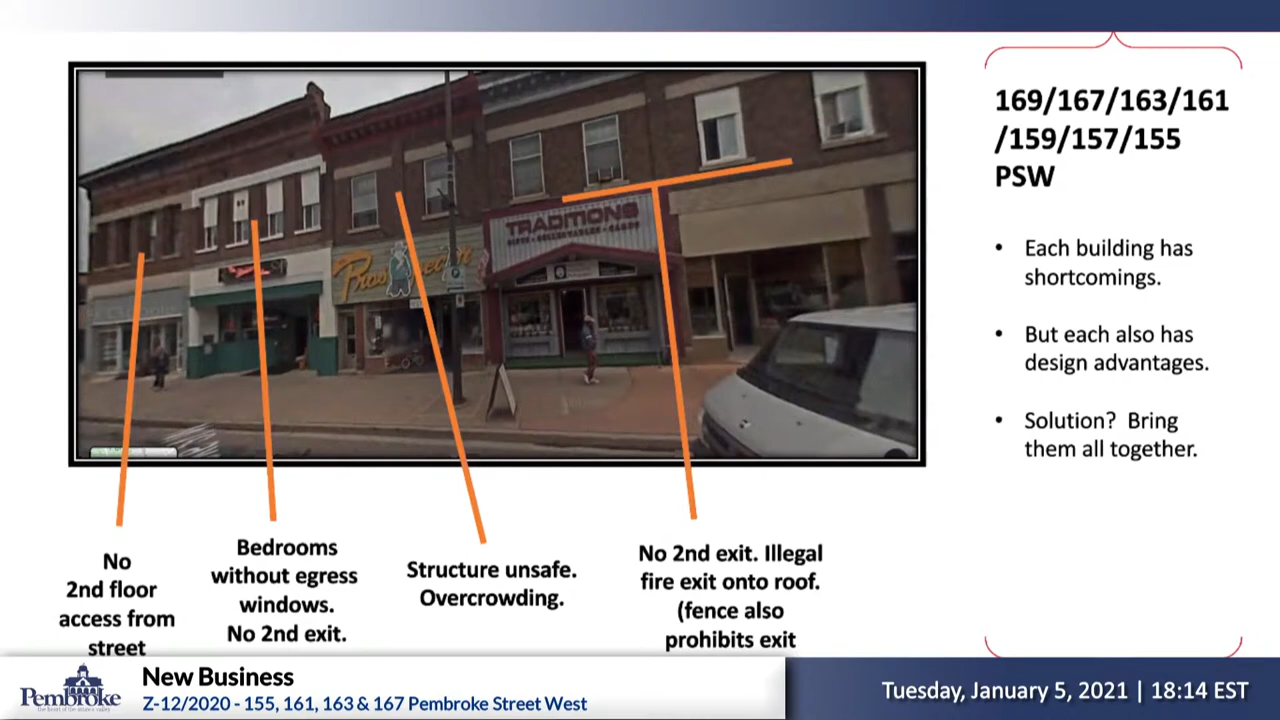 169/167/163/161
/159/157/155
PSW
• Each building has
shortcomings.
• But each also has
design advantages.
• Solution? Bring
them all together.
TRADITIONS
No
2nd floor
access from
street
Bedrooms
without egress
windows.
No 2nd exit.
Structure unsafe.
Overcrowding.
No 2nd exit. Illegal
fire exit onto roof.
(fence also
prohibits exit
Pembroke
New Business
Z-12/2020 - 155, 161, 163 & 167 Pembroke Street West
Tuesday, January 5, 2021 | 18:14 EST